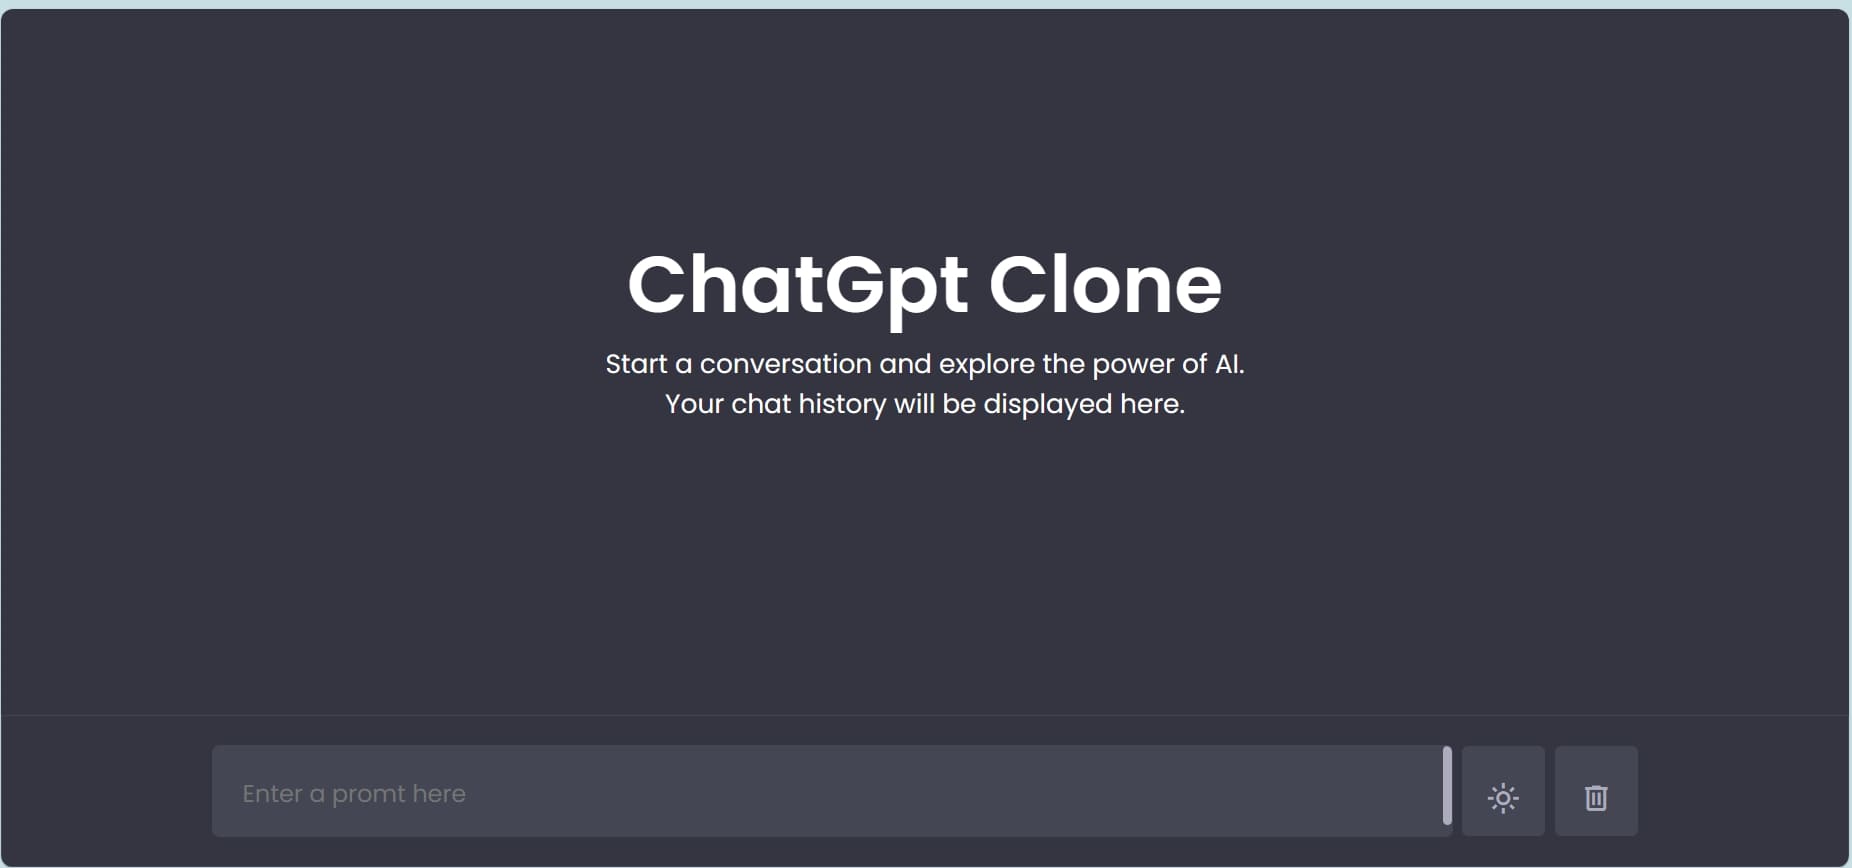 ChatGpt Clone
Start a conversation and explore the power of AI.
Your chat history will be displayed here.
Enter a promt here